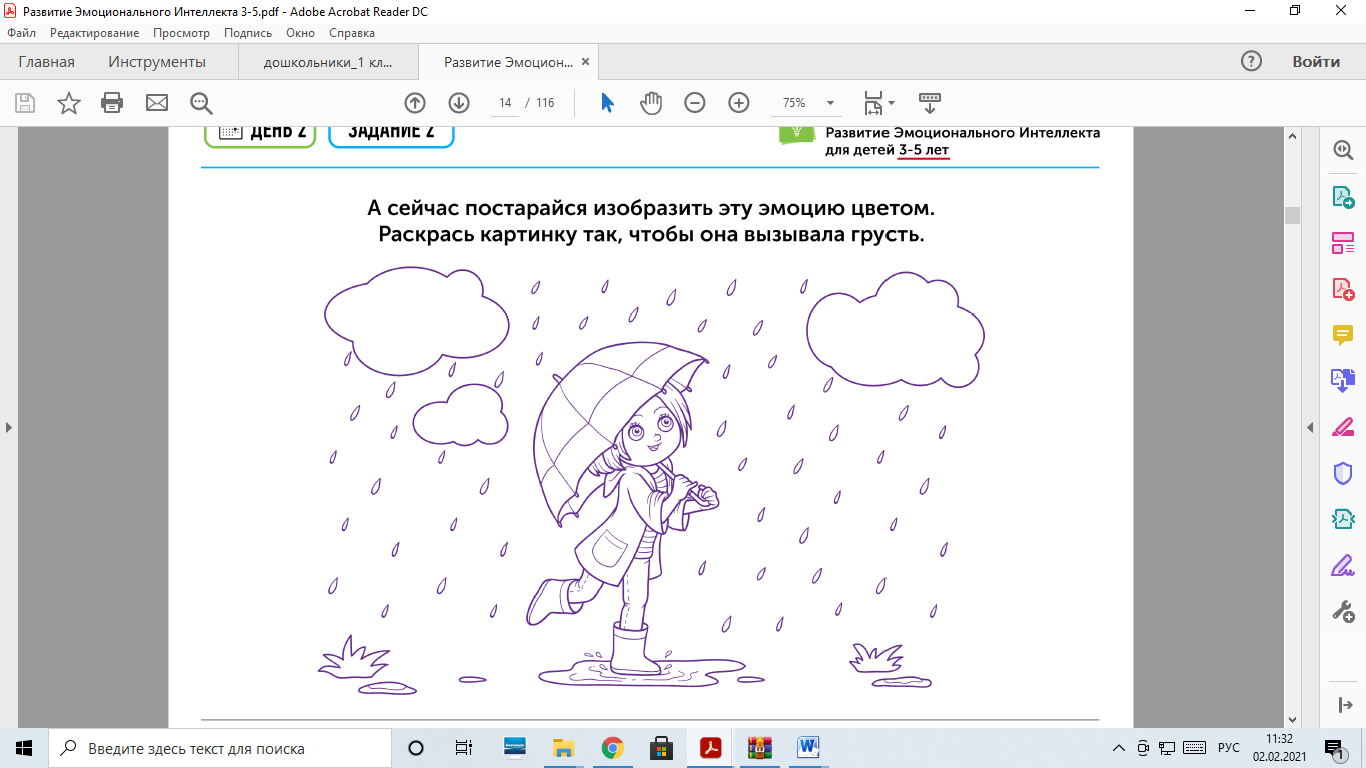 Развитие Эмоционального Интеллекта 3-5.pdf - Adobe Acrobat Reader DC
Файл Редактирование Просмотр Подпись Окно Справка
Главная Инструменты дошкольники_1 кл... Развитие Эмоцион... Войти
14 / 116 75%
ДЕНЬ 2 ЗАДАНИЕ 2 Развитие Эмоционального Интеллекта
для детей 3-5 лет
А сейчас постарайся изобразить эту эмоцию цветом.
Раскрась картинку так, чтобы она вызывала грусть.
Введите здесь текст для поиска
РУС
11:32
02.02.2021
1